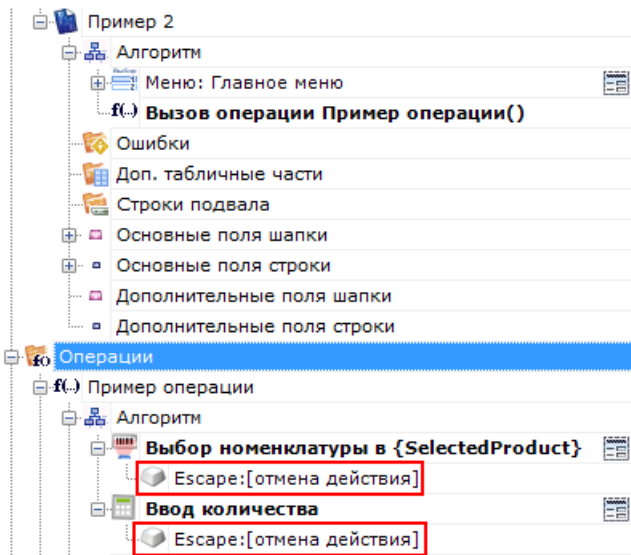 Пример 2
Алгоритм
Меню: Главное меню
f(..) Вызов операции Пример операции()
Ошибки
Доп. табличные части
Строки подвала
Основные поля шапки
Основные поля строки
Дополнительные поля шапки
Дополнительные поля строки
Операции
f(..) Пример операции
Алгоритм
Выбор номенклатуры в {SelectedProduct}
Escape:[отмена действия]
Ввод количества
Escape:[отмена действия]